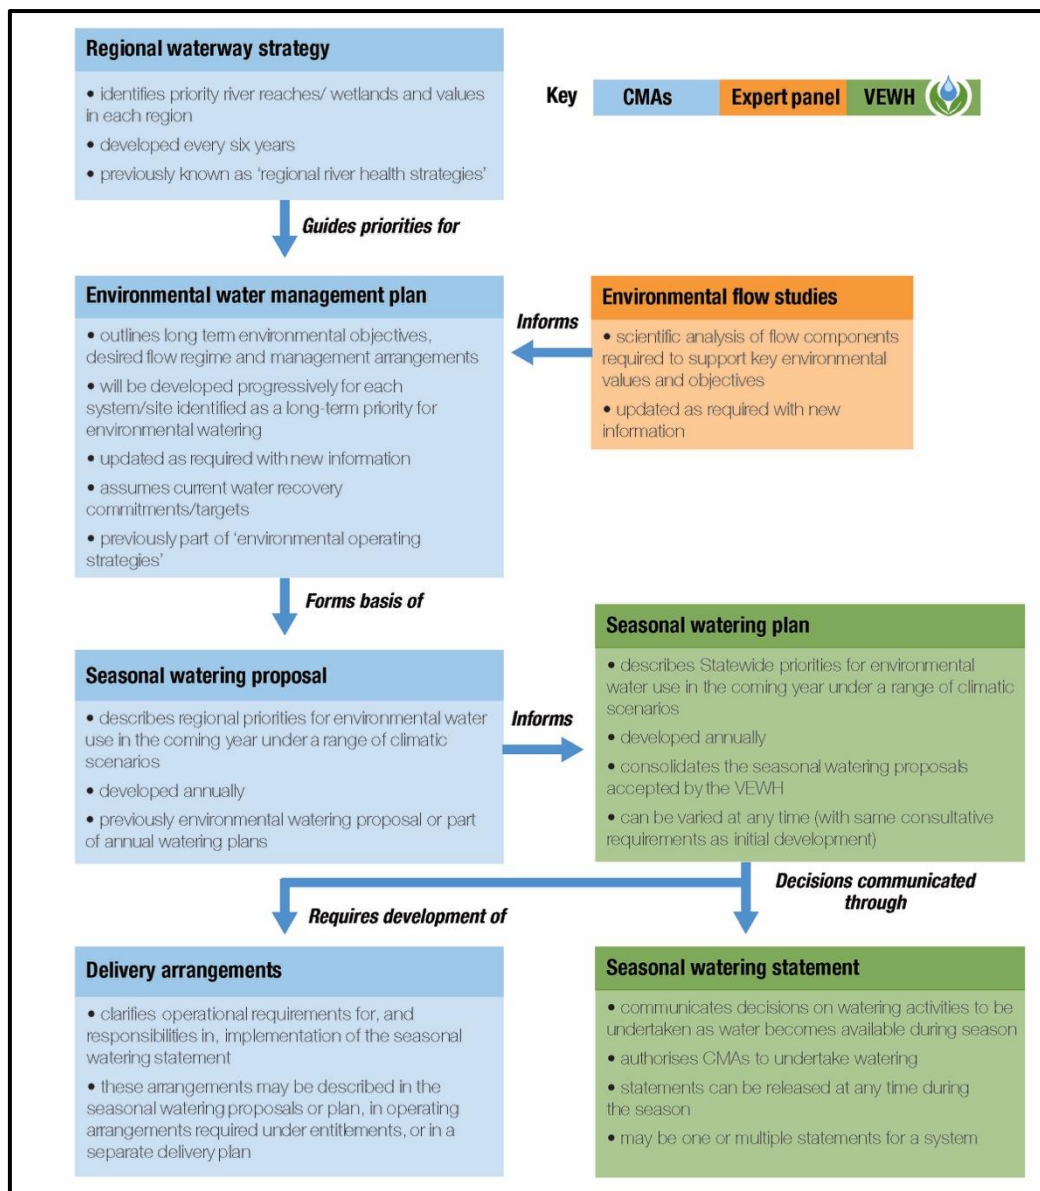 Regional waterway strategy
• identifies priority river reaches/ wetlands and values
in each region
• developed every six years
• previously known as ‘regional river health strategies’
Key
CMAs
Expert panel
VEWH
Guides priorities for
Environmental water management plan
• outlines long term environmental objectives,
desired flow regime and management arrangements
• will be developed progressively for each
system/site identified as a long-term priority for
environmental watering
• updated as required with new information
• assumes current water recovery
commitments/targets
• previously part of ‘environmental operating
strategies’
Informs
Environmental flow studies
• scientific analysis of flow components
required to support key environmental
values and objectives
• updated as required with new
information
Forms basis of
Seasonal watering proposal
• describes regional priorities for environmental water
use in the coming year under a range of climatic
scenarios
• developed annually
• previously environmental watering proposal or part
of annual watering plans
Informs
Seasonal watering plan
• describes Statewide priorities for environmental
water use in the coming year under a range of climatic
scenarios
• developed annually
• consolidates the seasonal watering proposals
accepted by the VEWH
• can be varied at any time (with same consultative
requirements as initial development)
Requires development of
Decisions communicated
through
Delivery arrangements
• clarifies operational requirements for, and
responsibilities in, implementation of the seasonal
watering statement
• these arrangements may be described in the
seasonal watering proposals or plan, in operating
arrangements required under entitlements, or in a
separate delivery plan
Seasonal watering statement
• communicates decisions on watering activities to be
undertaken as water becomes available during season
• authorises CMAs to undertake watering
• statements can be released at any time during
the season
• may be one or multiple statements for a system